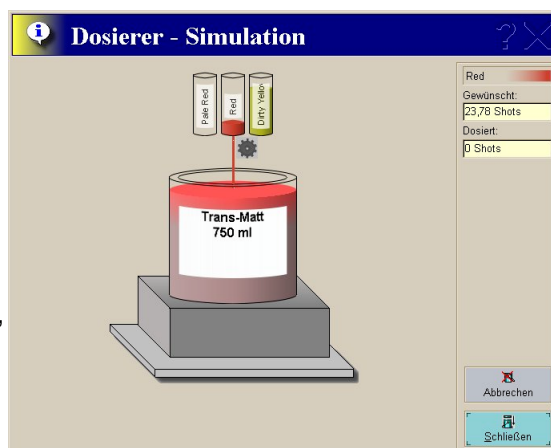 Dosierer - Simulation
Pale Red
Red
Dirty Yellow
Trans-Matt
750 ml
Red
Gewünscht:
23,78 Shots
Dosiert:
0 Shots
Abbrechen
Schließen